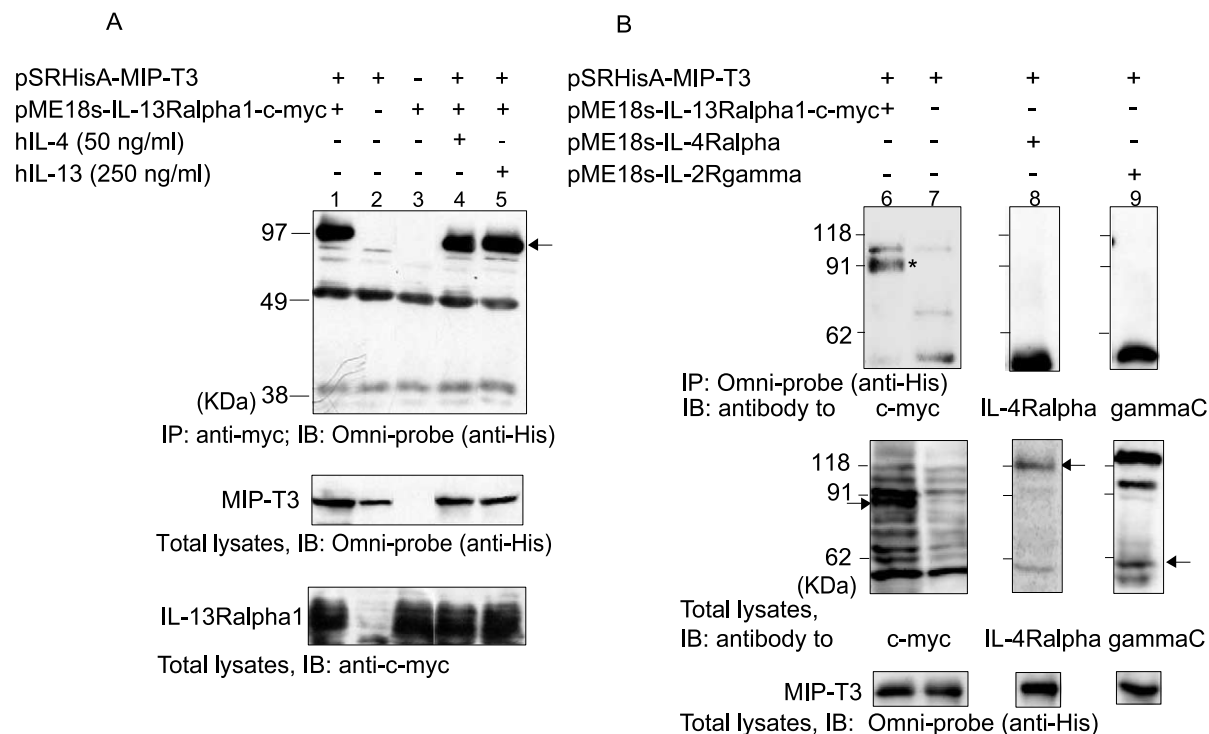 A
pSRHisA-MIP-T3 + + - + +
pME18s-IL-13Ralpha1-c-myc + - + + +
hIL-4 (50 ng/ml) - - - + -
hIL-13 (250 ng/ml) - - - - +
1 2 3 4 5
97
49
38
(KDa)
IP: anti-myc; IB: Omni-probe (anti-His)
MIP-T3
Total lysates, IB: Omni-probe (anti-His)
IL-13Ralpha1
Total lysates, IB: anti-c-myc
B
pSRHisA-MIP-T3 + + + +
pME18s-IL-13Ralpha1-c-myc + - - -
pME18s-IL-4Ralpha - - + -
pME18s-IL-2Rgamma - - - +
6 7 8 9
118
91 *
62
IP: Omni-probe (anti-His)
IB: antibody to c-myc IL-4Ralpha gammaC
118
91
62
(KDa)
Total lysates,
IB: antibody to c-myc IL-4Ralpha gammaC
MIP-T3
Total lysates, IB: Omni-probe (anti-His)